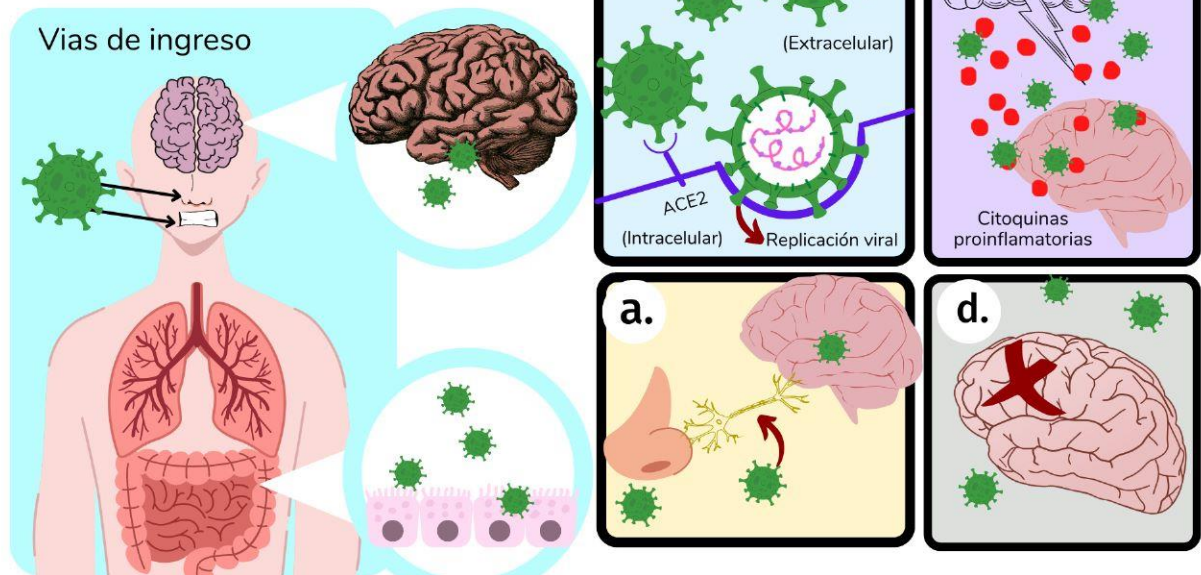 Vias de ingreso
(Extracelular)
ACE2
(Intracelular)
Replicación viral
Citoquinas
proinflamatorias
a.
d.